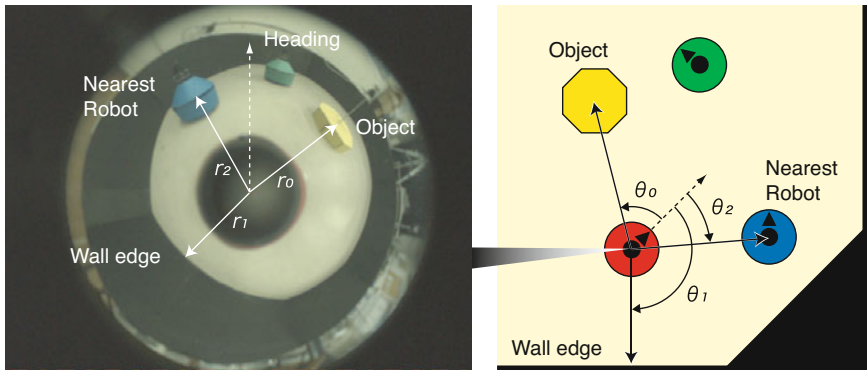 Heading
Nearest
Robot
Object
r2
r0
r1
Wall edge
Object
Nearest
Robot
θ0
θ2
θ1
Wall edge